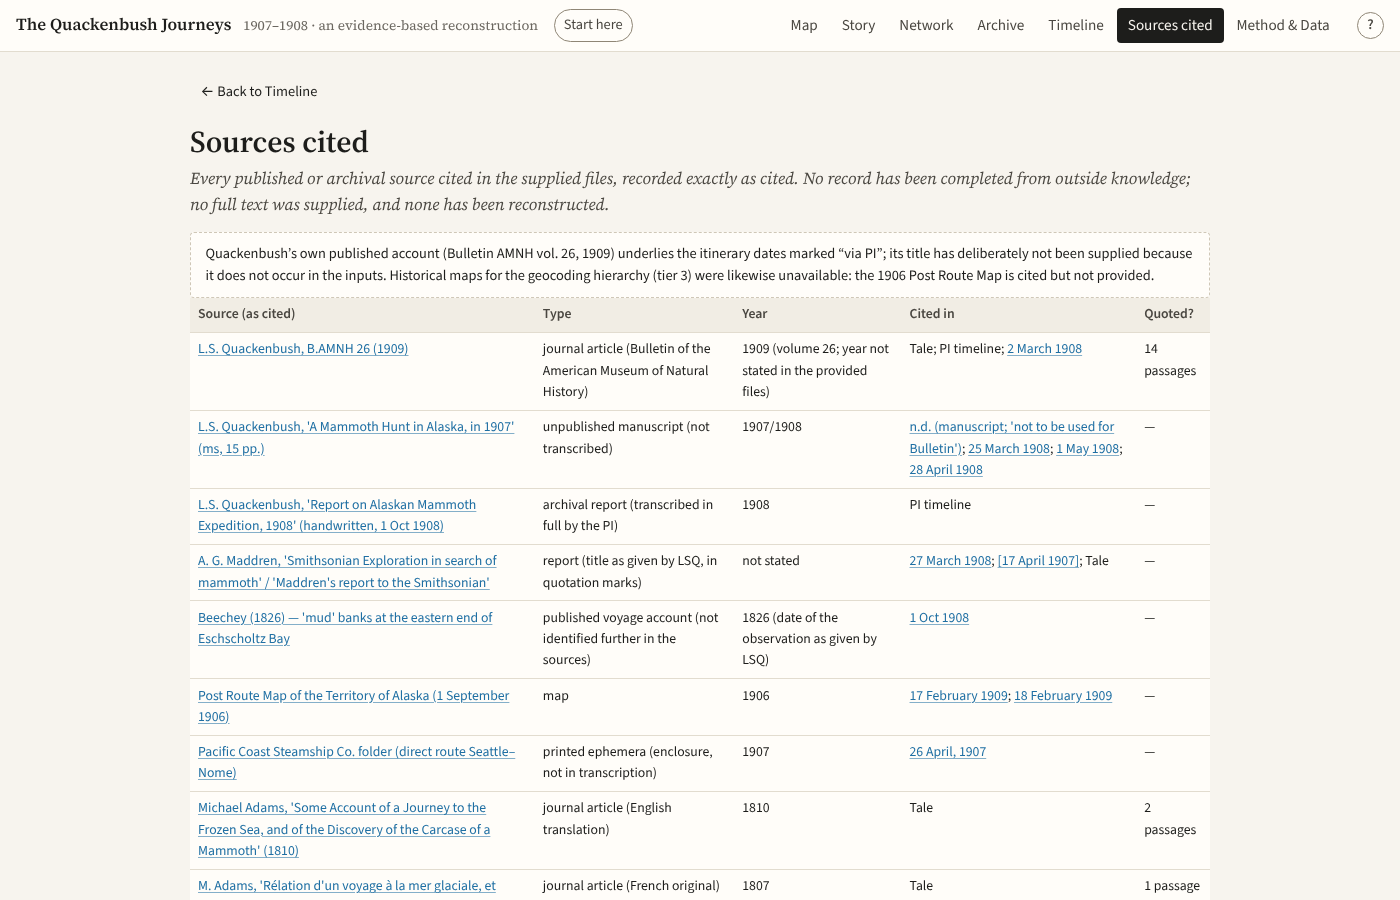 The Quackenbush Journeys 1907–1908 · an evidence-based reconstruction Start here Map Story Network Archive Timeline Sources cited Method & Data ?
← Back to Timeline
Sources cited
Every published or archival source cited in the supplied files, recorded exactly as cited. No record has been completed from outside knowledge;
no full text was supplied, and none has been reconstructed.
Quackenbush’s own published account (Bulletin AMNH vol. 26, 1909) underlies the itinerary dates marked “via PI”; its title has deliberately not been supplied because
it does not occur in the inputs. Historical maps for the geocoding hierarchy (tier 3) were likewise unavailable: the 1906 Post Route Map is cited but not provided.
Source (as cited) Type Year Cited in Quoted?
L.S. Quackenbush, B.AMNH 26 (1909) journal article (Bulletin of the 1909 (volume 26; year not Tale; PI timeline; 2 March 1908 14
American Museum of Natural stated in the provided passages
History) files)
L.S. Quackenbush, 'A Mammoth Hunt in Alaska, in 1907' unpublished manuscript (not 1907/1908 n.d. (manuscript; 'not to be used for —
(ms, 15 pp.) transcribed) Bulletin'); 25 March 1908; 1 May 1908;
28 April 1908
L.S. Quackenbush, 'Report on Alaskan Mammoth archival report (transcribed in 1908 PI timeline —
Expedition, 1908' (handwritten, 1 Oct 1908) full by the PI)
A. G. Maddren, 'Smithsonian Exploration in search of report (title as given by LSQ, in not stated 27 March 1908; [17 April 1907]; Tale —
mammoth' / 'Maddren's report to the Smithsonian' quotation marks)
Beechey (1826) — 'mud' banks at the eastern end of published voyage account (not 1826 (date of the 1 Oct 1908 —
Eschscholtz Bay identified further in the observation as given by
sources) LSQ)
Post Route Map of the Territory of Alaska (1 September map 1906 17 February 1909; 18 February 1909 —
1906)
Pacific Coast Steamship Co. folder (direct route Seattle– printed ephemera (enclosure, 1907 26 April, 1907 —
Nome) not in transcription)
Michael Adams, 'Some Account of a Journey to the journal article (English 1810 Tale 2
Frozen Sea, and of the Discovery of the Carcase of a translation) passages
Mammoth' (1810)
M. Adams, 'Rélation d'un voyage à la mer glaciale, et journal article (French original) 1807 Tale 1 passage